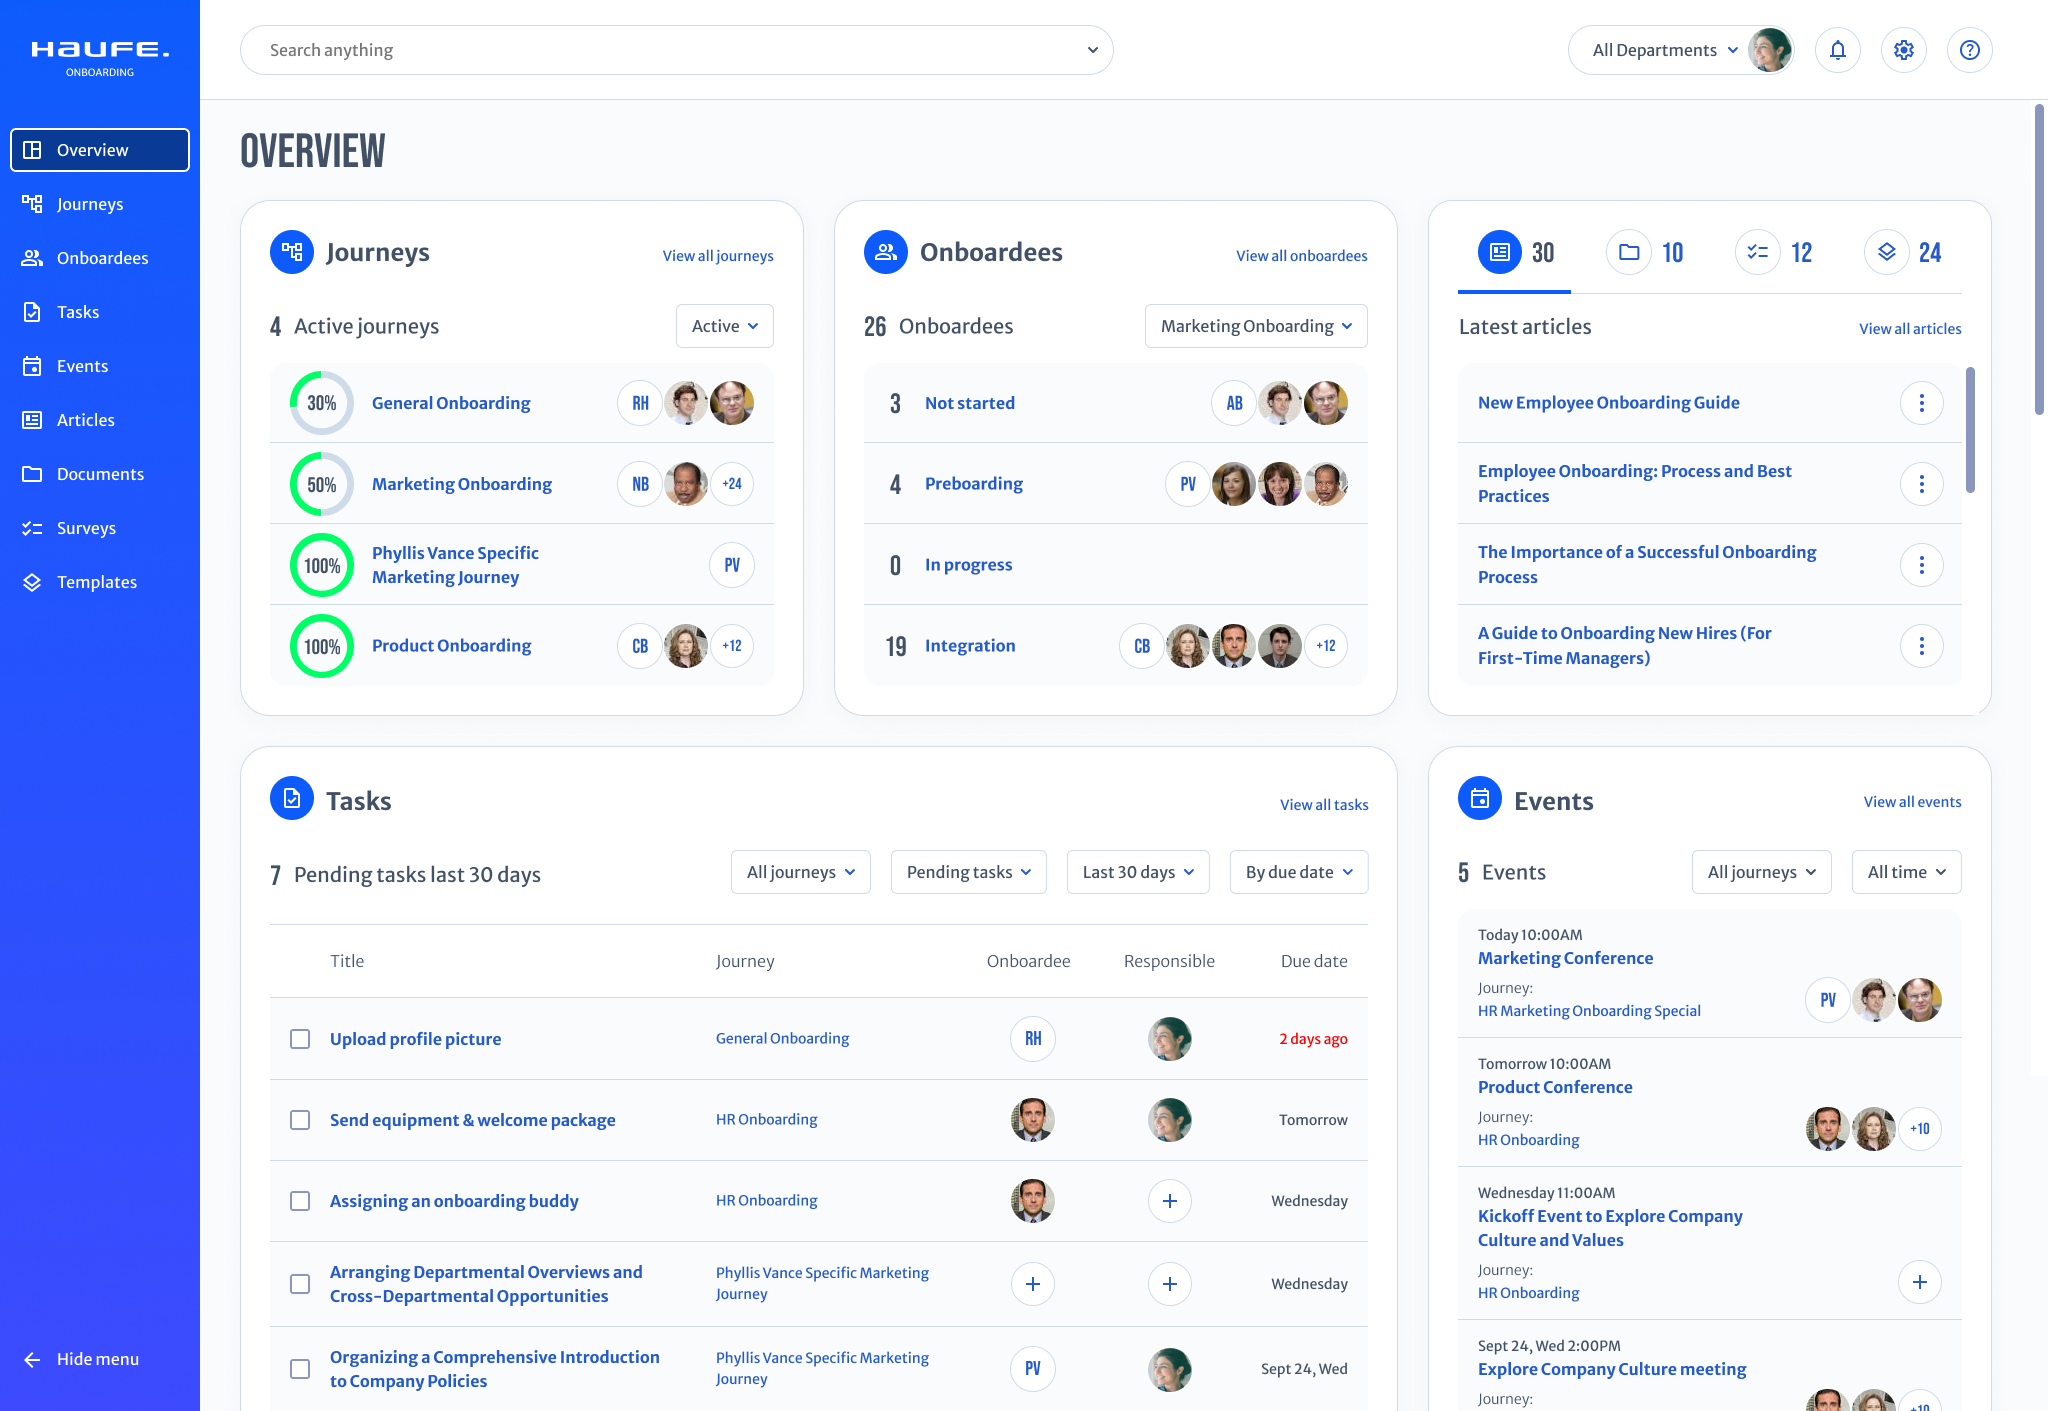 HAUFE.
ONBOARDING
Search anything
All Departments
Overview
Journeys
Onboardees
Tasks
Events
Articles
Documents
Surveys
Templates
Hide menu
OVERVIEW
Journeys
View all journeys
4 Active journeys
Active
30% General Onboarding RH
50% Marketing Onboarding NB +24
100% Phyllis Vance Specific
Marketing Journey PV
100% Product Onboarding CB +12
Onboardees
View all onboardees
26 Onboardees
Marketing Onboarding
3 Not started AB
4 Preboarding PV
0 In progress
19 Integration CB +12
30 10 12 24
Latest articles
View all articles
New Employee Onboarding Guide
Employee Onboarding: Process and Best
Practices
The Importance of a Successful Onboarding
Process
A Guide to Onboarding New Hires (For
First-Time Managers)
Tasks
View all tasks
7 Pending tasks last 30 days
All journeys
Pending tasks
Last 30 days
By due date
Title Journey Onboardee Responsible Due date
Upload profile picture General Onboarding RH 2 days ago
Send equipment & welcome package HR Onboarding Tomorrow
Assigning an onboarding buddy HR Onboarding Wednesday
Arranging Departmental Overviews and
Cross-Departmental Opportunities
Phyllis Vance Specific Marketing
Journey
Wednesday
Organizing a Comprehensive Introduction
to Company Policies
Phyllis Vance Specific Marketing
Journey
PV
Sept 24, Wed
Events
View all events
5 Events
All journeys
All time
Today 10:00AM
Marketing Conference
Journey:
HR Marketing Onboarding Special
PV
Tomorrow 10:00AM
Product Conference
Journey:
HR Onboarding
+10
Wednesday 11:00AM
Kickoff Event to Explore Company
Culture and Values
Journey:
HR Onboarding
Sept 24, Wed 2:00PM
Explore Company Culture meeting
Journey:
+10